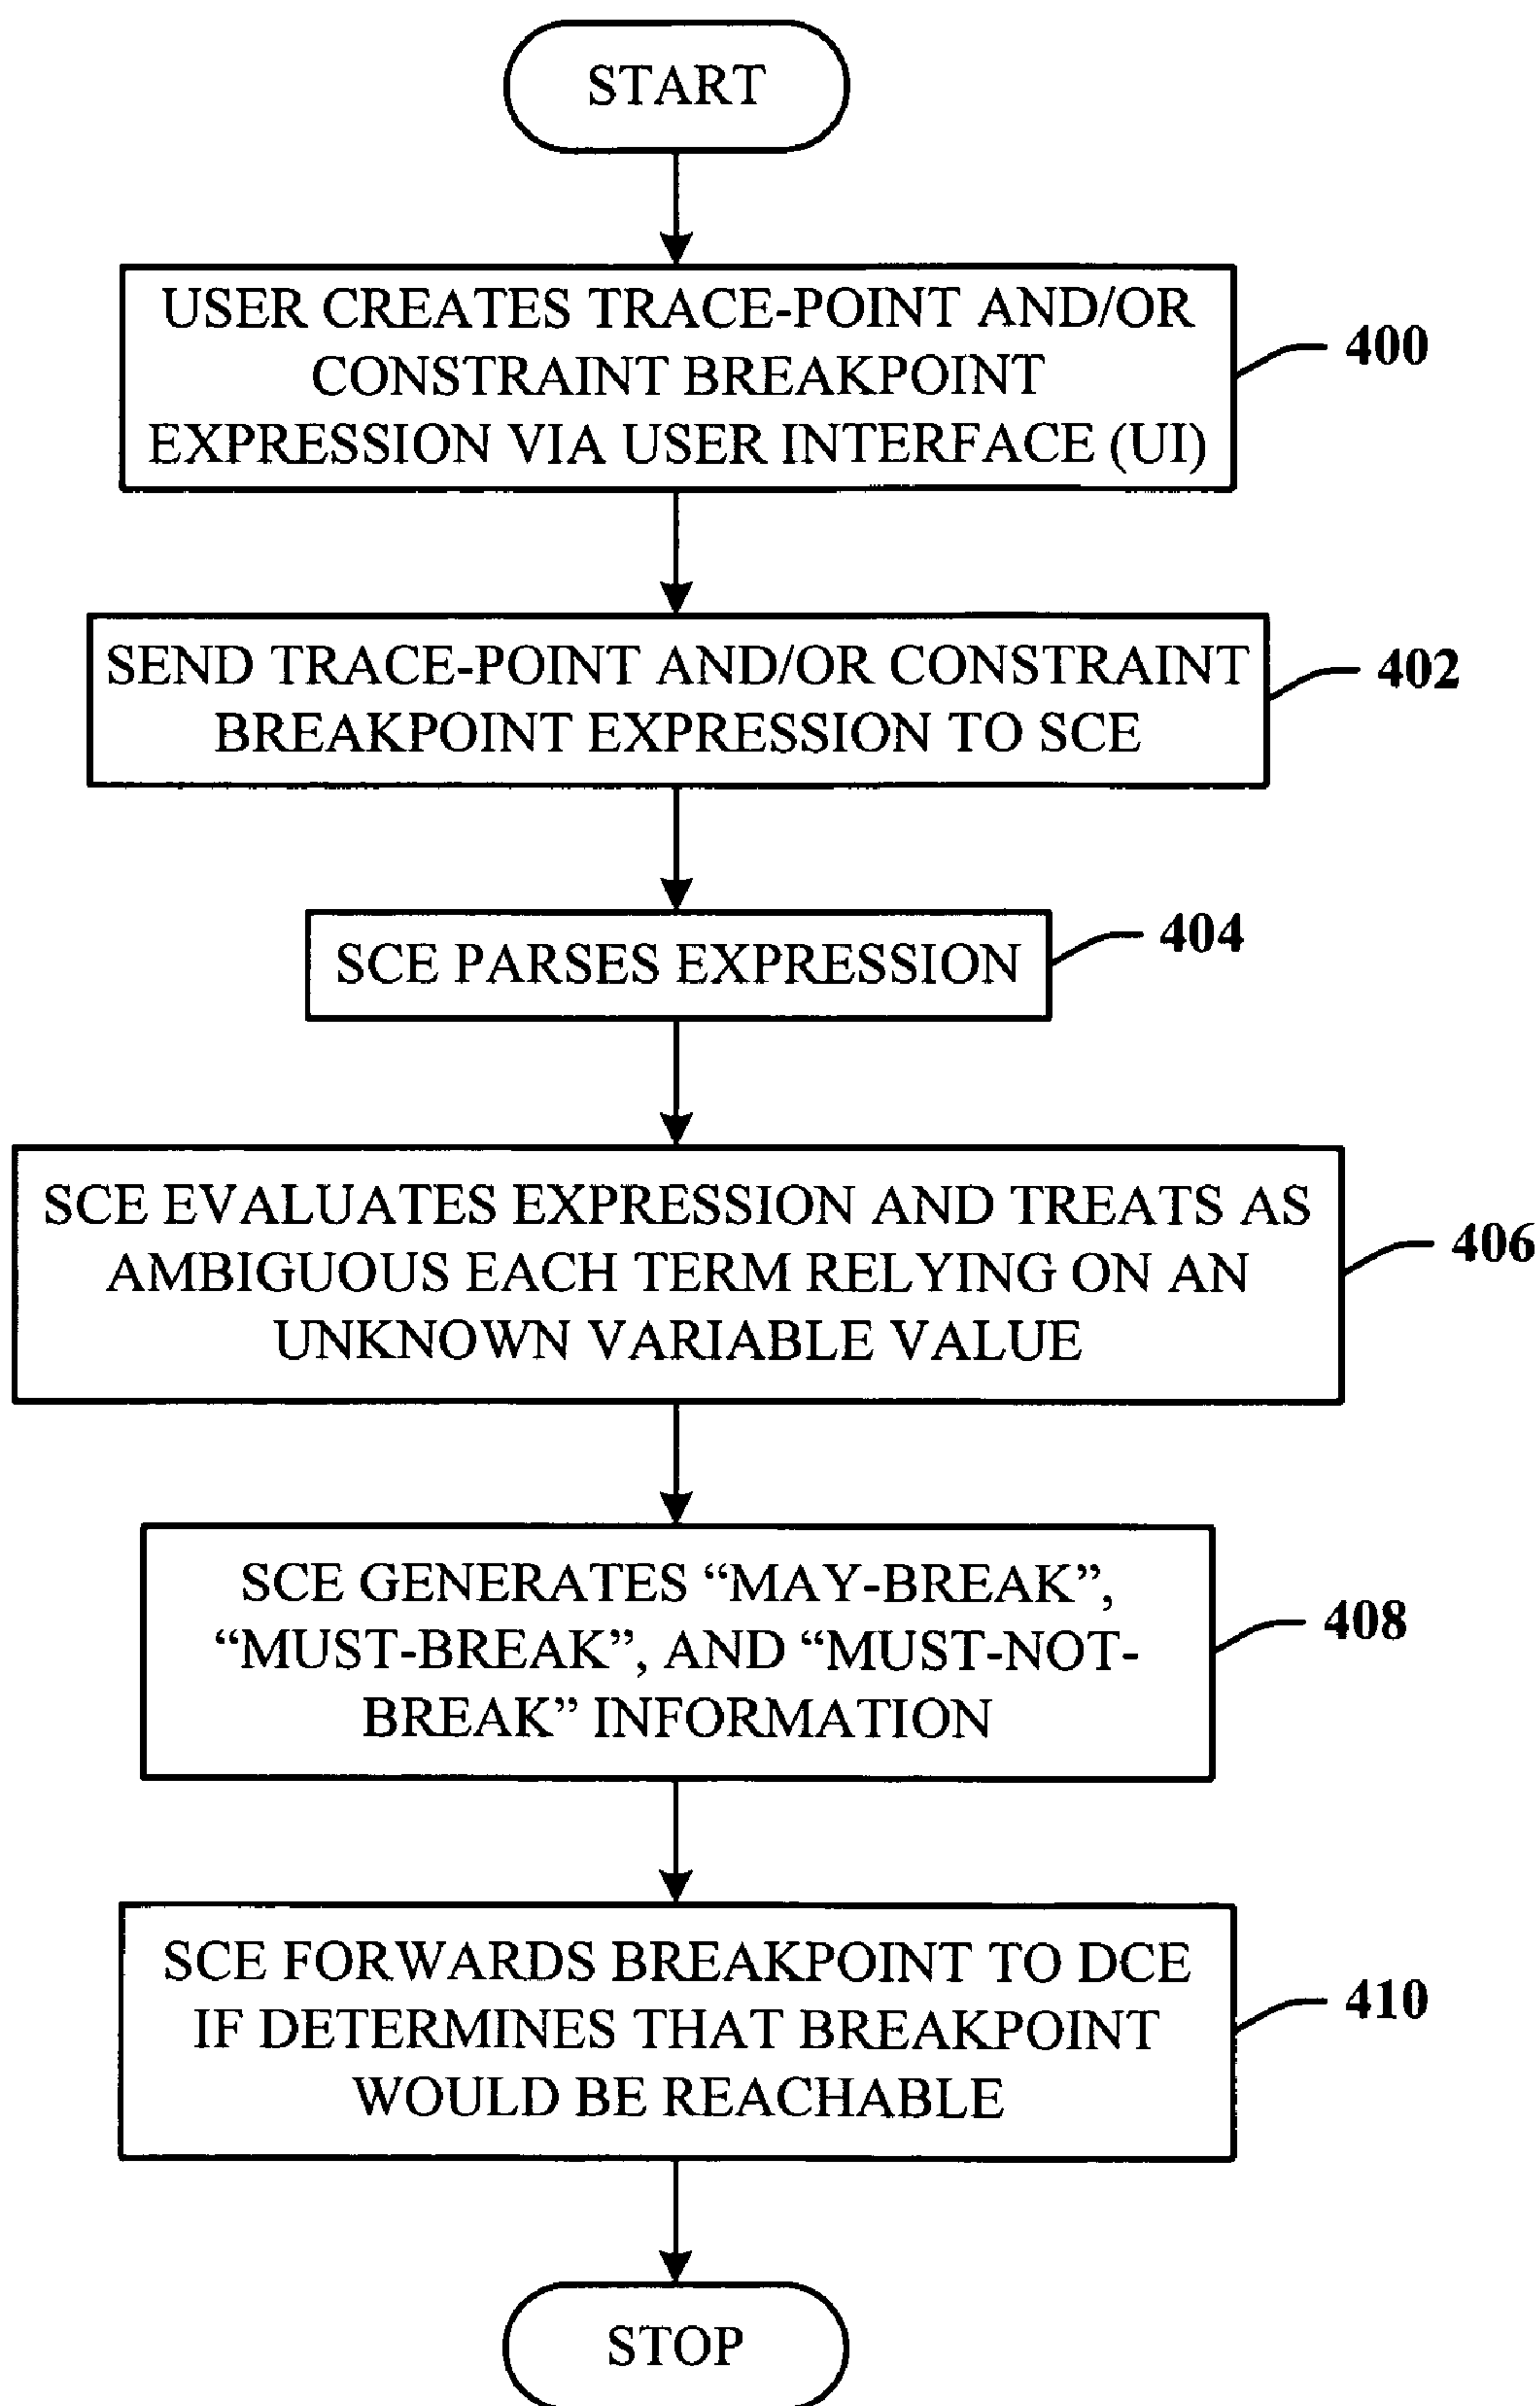 START
USER CREATES TRACE-POINT AND/OR
CONSTRAINT BREAKPOINT
EXPRESSION VIA USER INTERFACE (UI)
400
SEND TRACE-POINT AND/OR CONSTRAINT
BREAKPOINT EXPRESSION TO SCE
402
SCE PARSES EXPRESSION
404
SCE EVALUATES EXPRESSION AND TREATS AS
AMBIGUOUS EACH TERM RELYING ON AN
UNKNOWN VARIABLE VALUE
406
SCE GENERATES “MAY-BREAK”,
“MUST-BREAK”, AND “MUST-NOT-
BREAK” INFORMATION
408
SCE FORWARDS BREAKPOINT TO DCE
IF DETERMINES THAT BREAKPOINT
WOULD BE REACHABLE
410
STOP